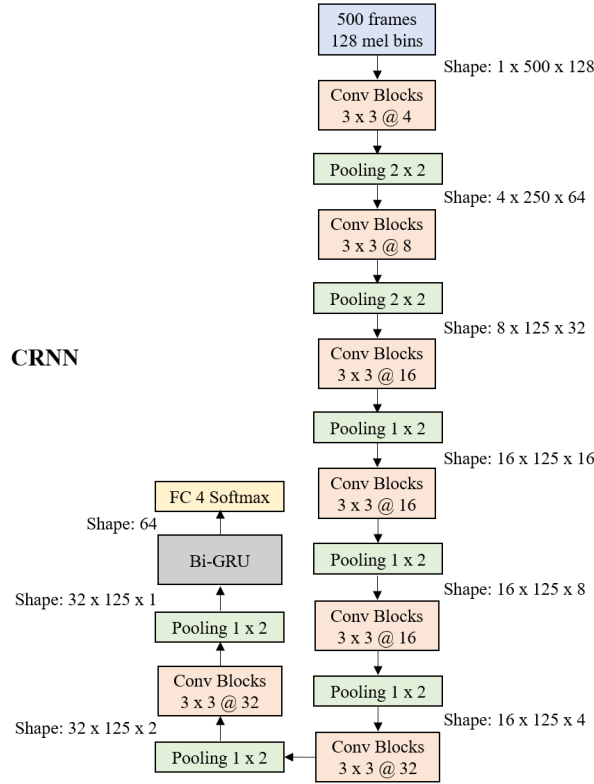 500 frames
128 mel bins
Shape: 1 x 500 x 128
Conv Blocks
3 x 3 @ 4
Pooling 2 x 2
Shape: 4 x 250 x 64
Conv Blocks
3 x 3 @ 8
Pooling 2 x 2
Shape: 8 x 125 x 32
CRNN
Conv Blocks
3 x 3 @ 16
Pooling 1 x 2
Shape: 16 x 125 x 16
Conv Blocks
3 x 3 @ 16
Pooling 1 x 2
Shape: 16 x 125 x 8
Conv Blocks
3 x 3 @ 16
Pooling 1 x 2
Shape: 16 x 125 x 4
Conv Blocks
3 x 3 @ 32
Pooling 1 x 2
Shape: 32 x 125 x 2
Conv Blocks
3 x 3 @ 32
Pooling 1 x 2
Shape: 32 x 125 x 1
Bi-GRU
Shape: 64
FC 4 Softmax